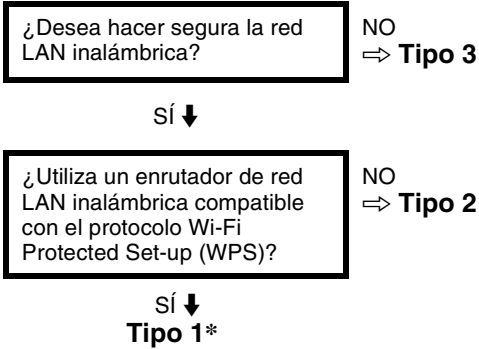 ¿Desea hacer segura la red
LAN inalámbrica?
NO
⇨ Tipo 3
SÍ ⬇
¿Utiliza un enrutador de red
LAN inalámbrica compatible
con el protocolo Wi-Fi
Protected Set-up (WPS)?
NO
⇨ Tipo 2
SÍ ⬇
Tipo 1*